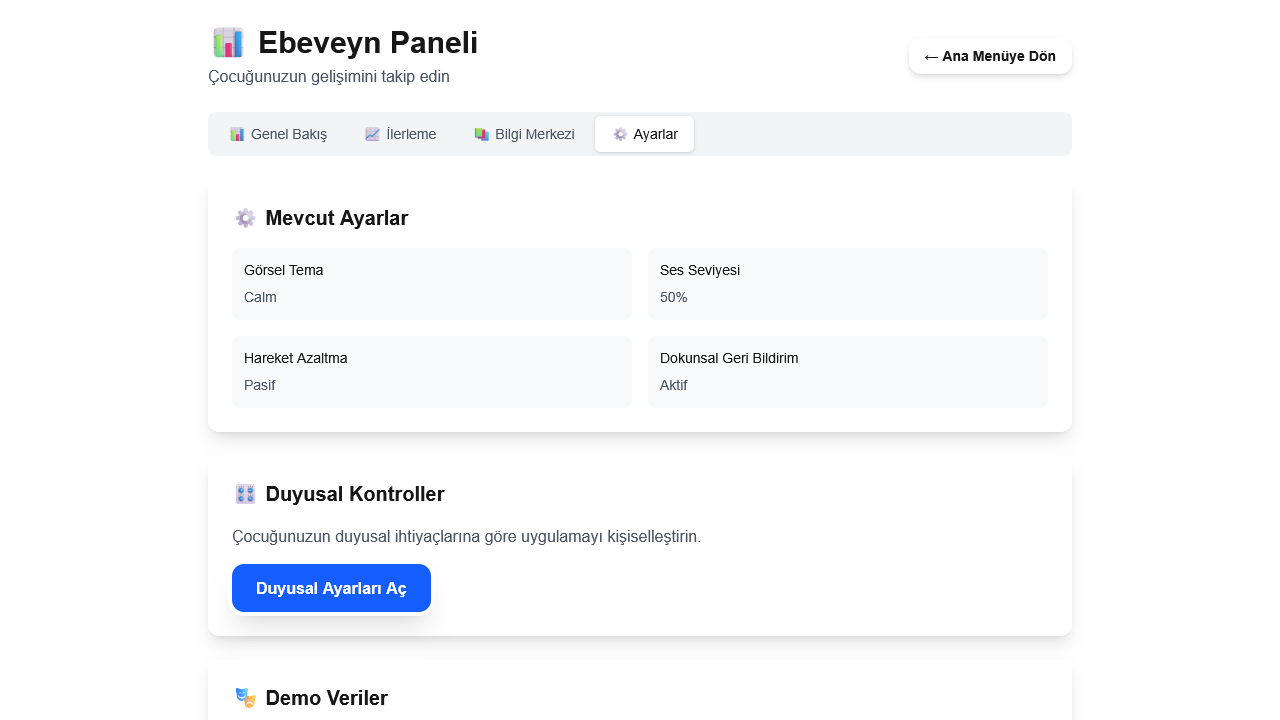 Ebeveyn Paneli
Çocuğunuzun gelişimini takip edin
← Ana Menüye Dön
Genel Bakış
İlerleme
Bilgi Merkezi
Ayarlar
Mevcut Ayarlar
Görsel Tema
Calm
Ses Seviyesi
50%
Hareket Azaltma
Pasif
Dokunsal Geri Bildirim
Aktif
Duyusal Kontroller
Çocuğunuzun duyusal ihtiyaçlarına göre uygulamayı kişiselleştirin.
Duyusal Ayarları Aç
Demo Veriler